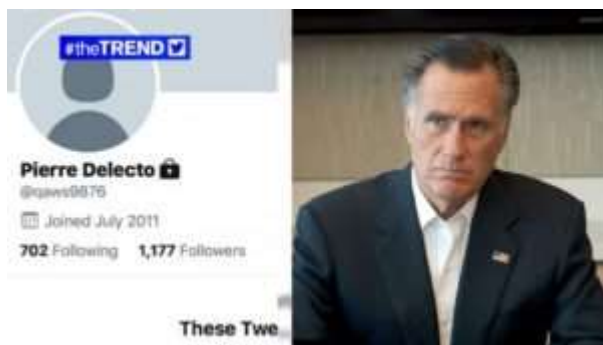 #theTREND
Pierre Delecto
@qaws9876
Joined July 2011
702 Following 1,177 Followers
These Twe